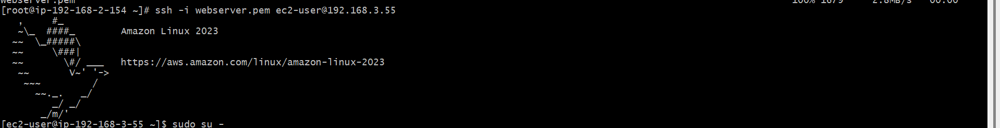 webserver.pem 100% 1679 2.8MB/s 00:00
[root@ip-192-168-2-154 ~]# ssh -i webserver.pem ec2-user@192.168.3.55
   ,     #_
   ~\_  ####_        Amazon Linux 2023
  ~~  \_#####\
  ~~     \###|
  ~~       \#/ ___   https://aws.amazon.com/linux/amazon-linux-2023
   ~~       V~' '->
    ~~~         /
      ~~._.   _/
         _/ _/
       _/m/'
[ec2-user@ip-192-168-3-55 ~]$ sudo su -